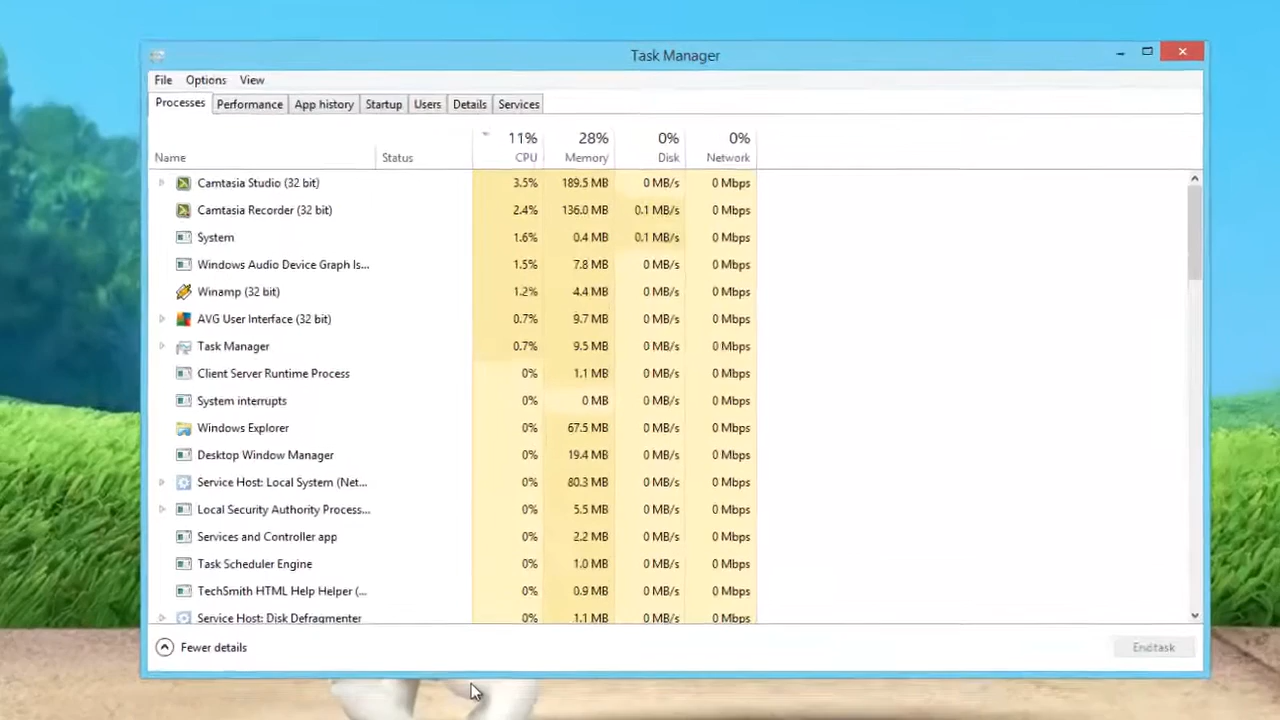 Task Manager
File Options View
Processes Performance App history Startup Users Details Services
11% 28% 0% 0%
Name Status CPU Memory Disk Network
Camtasia Studio (32 bit) 3.5% 189.5 MB 0 MB/s 0 Mbps
Camtasia Recorder (32 bit) 2.4% 136.0 MB 0.1 MB/s 0 Mbps
System 1.6% 0.4 MB 0.1 MB/s 0 Mbps
Windows Audio Device Graph Is... 1.5% 7.8 MB 0 MB/s 0 Mbps
Winamp (32 bit) 1.2% 4.4 MB 0 MB/s 0 Mbps
AVG User Interface (32 bit) 0.7% 9.7 MB 0 MB/s 0 Mbps
Task Manager 0.7% 9.5 MB 0 MB/s 0 Mbps
Client Server Runtime Process 0% 1.1 MB 0 MB/s 0 Mbps
System interrupts 0% 0 MB 0 MB/s 0 Mbps
Windows Explorer 0% 67.5 MB 0 MB/s 0 Mbps
Desktop Window Manager 0% 19.4 MB 0 MB/s 0 Mbps
Service Host: Local System (Net... 0% 80.3 MB 0 MB/s 0 Mbps
Local Security Authority Process... 0% 5.5 MB 0 MB/s 0 Mbps
Services and Controller app 0% 2.2 MB 0 MB/s 0 Mbps
Task Scheduler Engine 0% 1.0 MB 0 MB/s 0 Mbps
TechSmith HTML Help Helper (... 0% 0.9 MB 0 MB/s 0 Mbps
Service Host: Disk Defragmenter 0% 1.1 MB 0 MB/s 0 Mbps
Fewer details End task